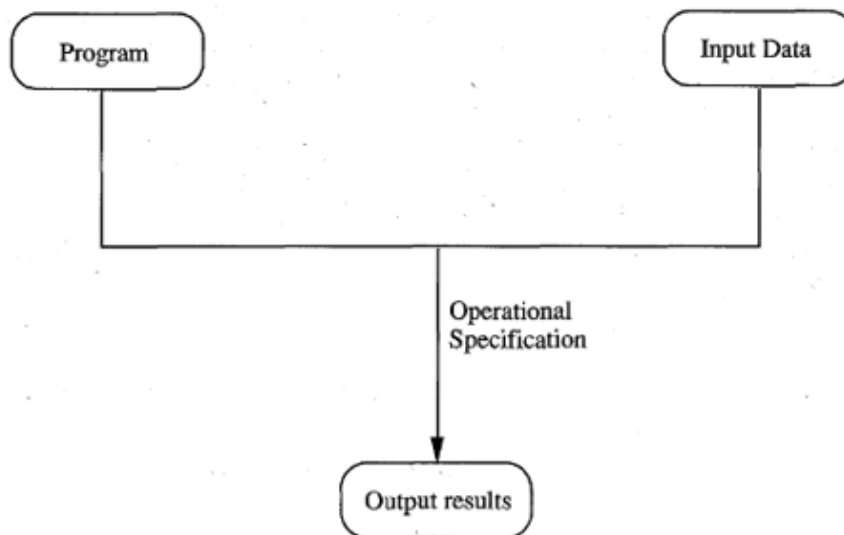 Program
Input Data
Operational
Specification
Output results